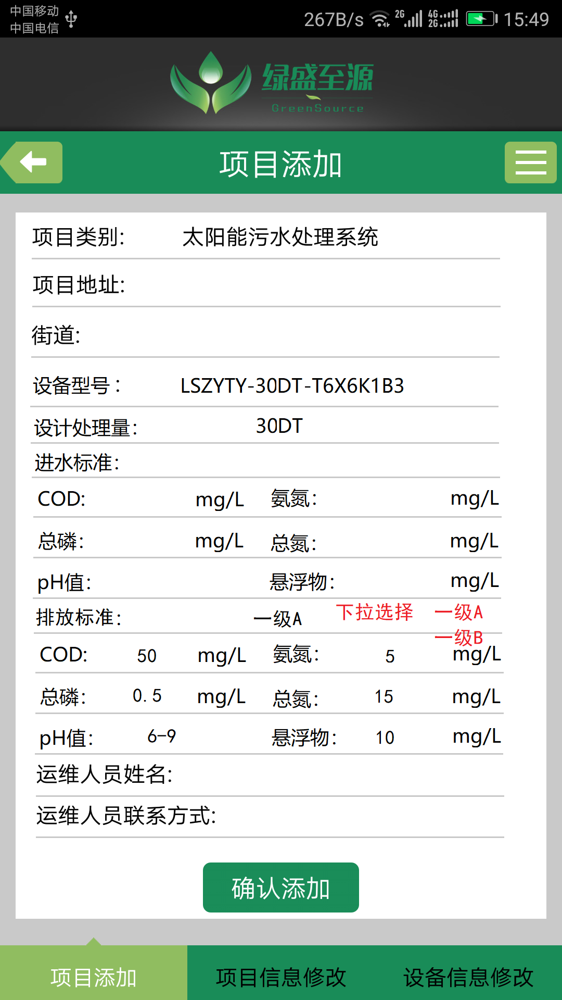 中国移动
中国电信
267B/s 2G 4G 2G 15:49
绿盛至源
GreenSource
项目添加
项目类别: 太阳能污水处理系统
项目地址:
街道:
设备型号: LSZYTY-30DT-T6X6K1B3
设计处理量: 30DT
进水标准:
COD: mg/L 氨氮: mg/L
总磷: mg/L 总氮: mg/L
pH值: 悬浮物: mg/L
排放标准: 一级A 下拉选择 一级A
一级B
COD: 50 mg/L 氨氮: 5 mg/L
总磷: 0.5 mg/L 总氮: 15 mg/L
pH值: 6-9 悬浮物: 10 mg/L
运维人员姓名:
运维人员联系方式:
确认添加
项目添加 项目信息修改 设备信息修改